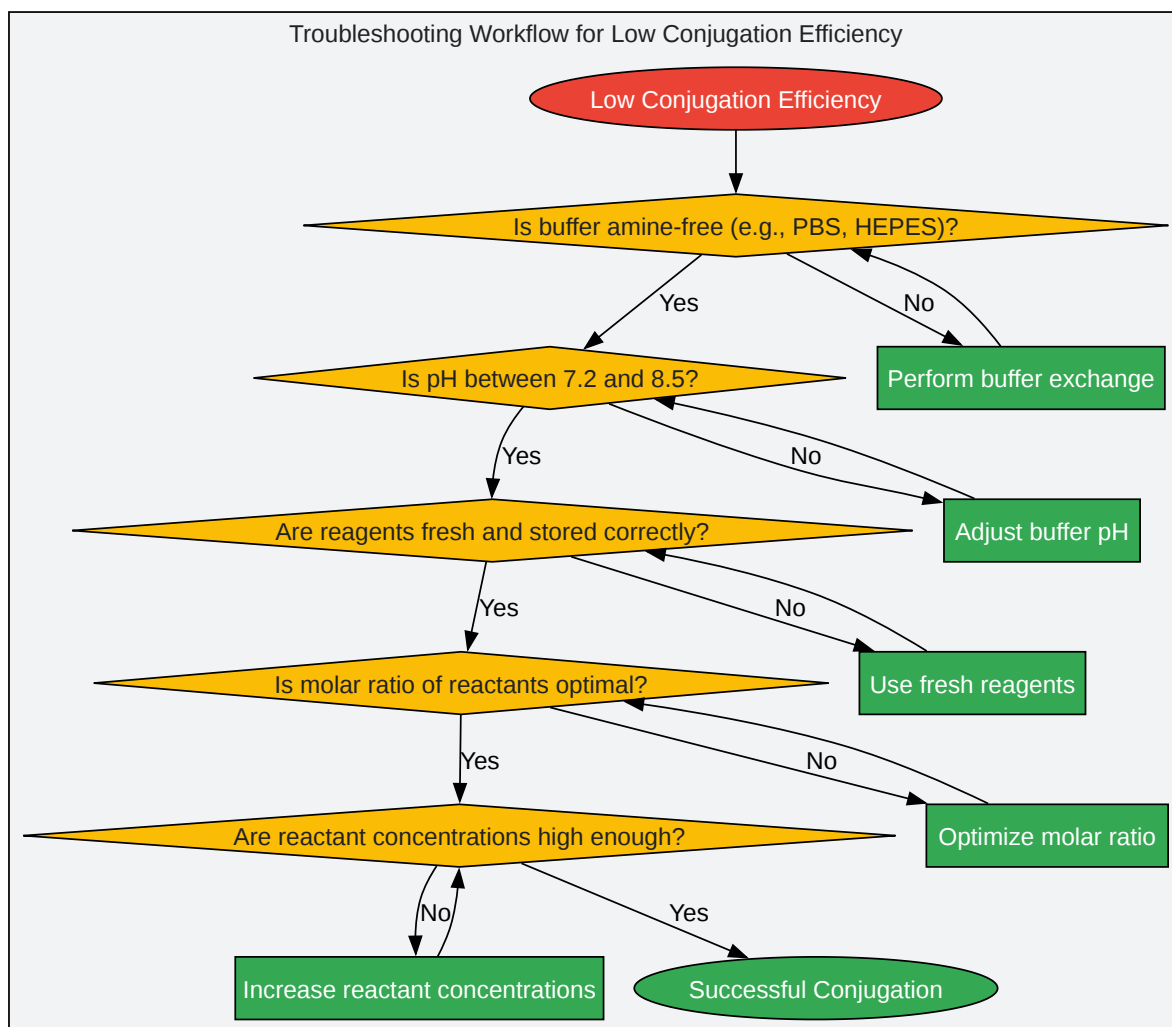 Troubleshooting Workflow for Low Conjugation Efficiency
Low Conjugation Efficiency
Is buffer amine-free (e.g., PBS, HEPES)?
Yes
No
Perform buffer exchange
Is pH between 7.2 and 8.5?
Yes
No
Adjust buffer pH
Are reagents fresh and stored correctly?
Yes
No
Use fresh reagents
Is molar ratio of reactants optimal?
Yes
No
Optimize molar ratio
Are reactant concentrations high enough?
No
Yes
Increase reactant concentrations
Successful Conjugation